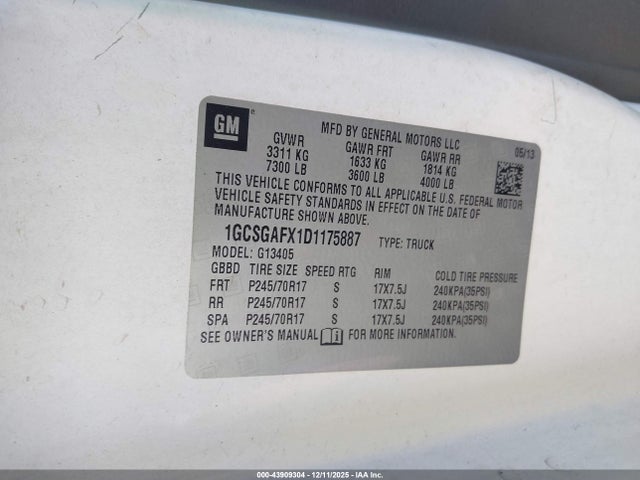 GM
MFD BY GENERAL MOTORS LLC
05/13
GVWR GAWR FRT GAWR RR
3311 KG 1633 KG 1814 KG
7300 LB 3600 LB 4000 LB
THIS VEHICLE CONFORMS TO ALL APPLICABLE U.S. FEDERAL MOTOR
VEHICLE SAFETY STANDARDS IN EFFECT ON THE DATE OF
MANUFACTURE SHOWN ABOVE.
1GCSGAFX1D1175887 TYPE: TRUCK
MODEL: G13405
GBBD TIRE SIZE SPEED RTG RIM COLD TIRE PRESSURE
FRT P245/70R17 S 17X7.5J 240KPA(35PSI)
RR P245/70R17 S 17X7.5J 240KPA(35PSI)
SPA P245/70R17 S 17X7.5J 240KPA(35PSI)
SEE OWNER'S MANUAL FOR MORE INFORMATION.
000-43909304 - 12/11/2025 - IAA Inc.